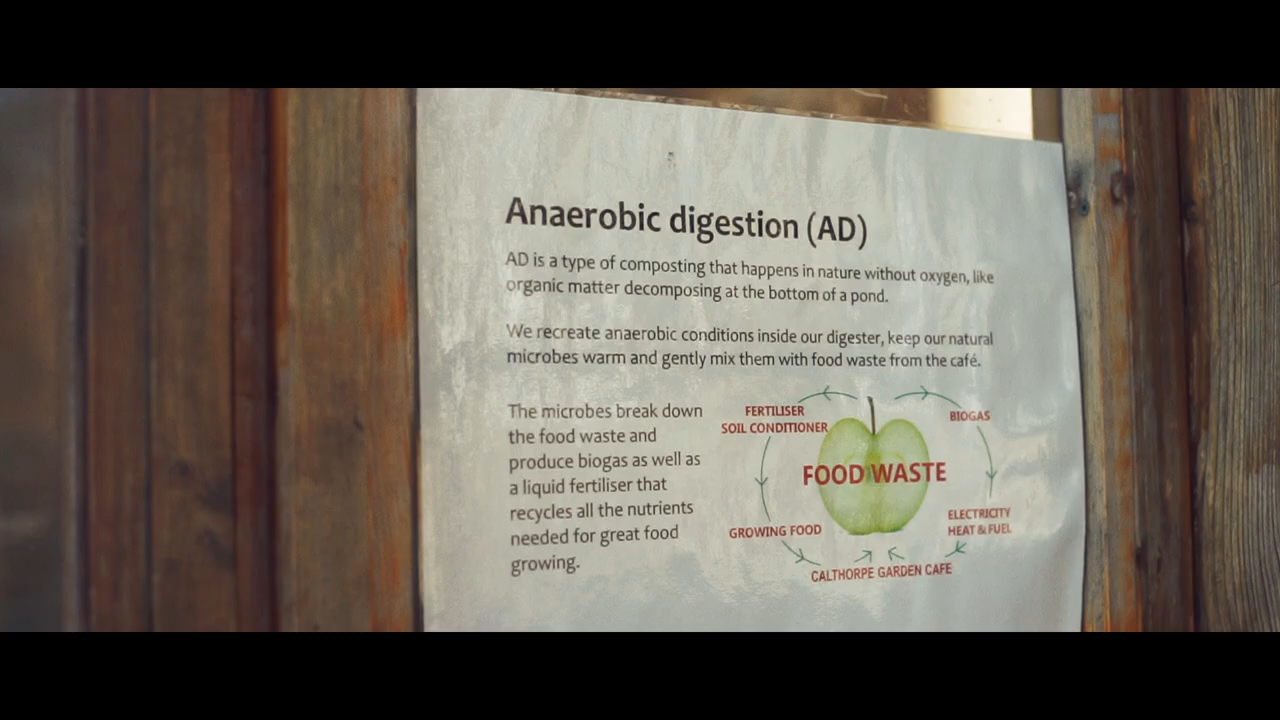 Anaerobic digestion (AD)
AD is a type of composting that happens in nature without oxygen, like
organic matter decomposing at the bottom of a pond.
We recreate anaerobic conditions inside our digester, keep our natural
microbes warm and gently mix them with food waste from the café.
The microbes break down
the food waste and
produce biogas as well as
a liquid fertiliser that
recycles all the nutrients
needed for great food
growing.
FERTILISER
SOIL CONDITIONER
BIOGAS
FOOD WASTE
ELECTRICITY
HEAT & FUEL
GROWING FOOD
CALTHORPE GARDEN CAFE